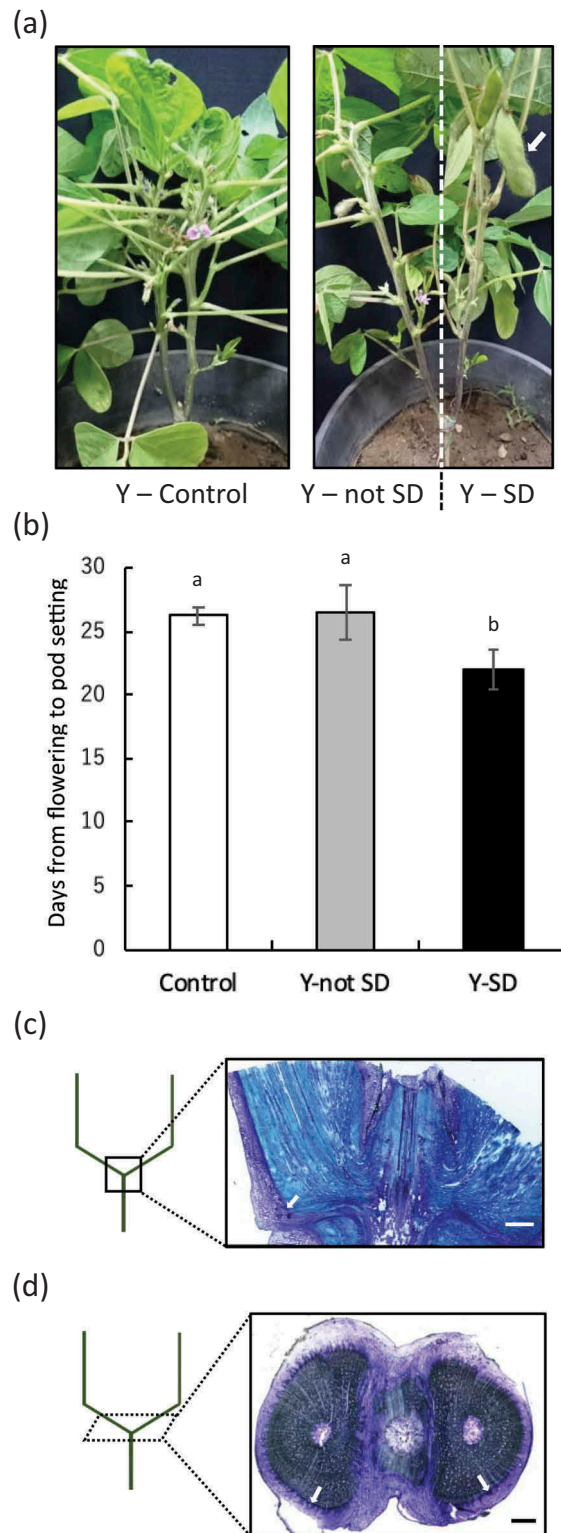 (a)
Y – Control
Y – not SD
Y – SD
(b)
Days from flowering to pod setting
30
25
20
15
10
5
0
a
a
b
Control
Y-not SD
Y-SD
(c)
(d)